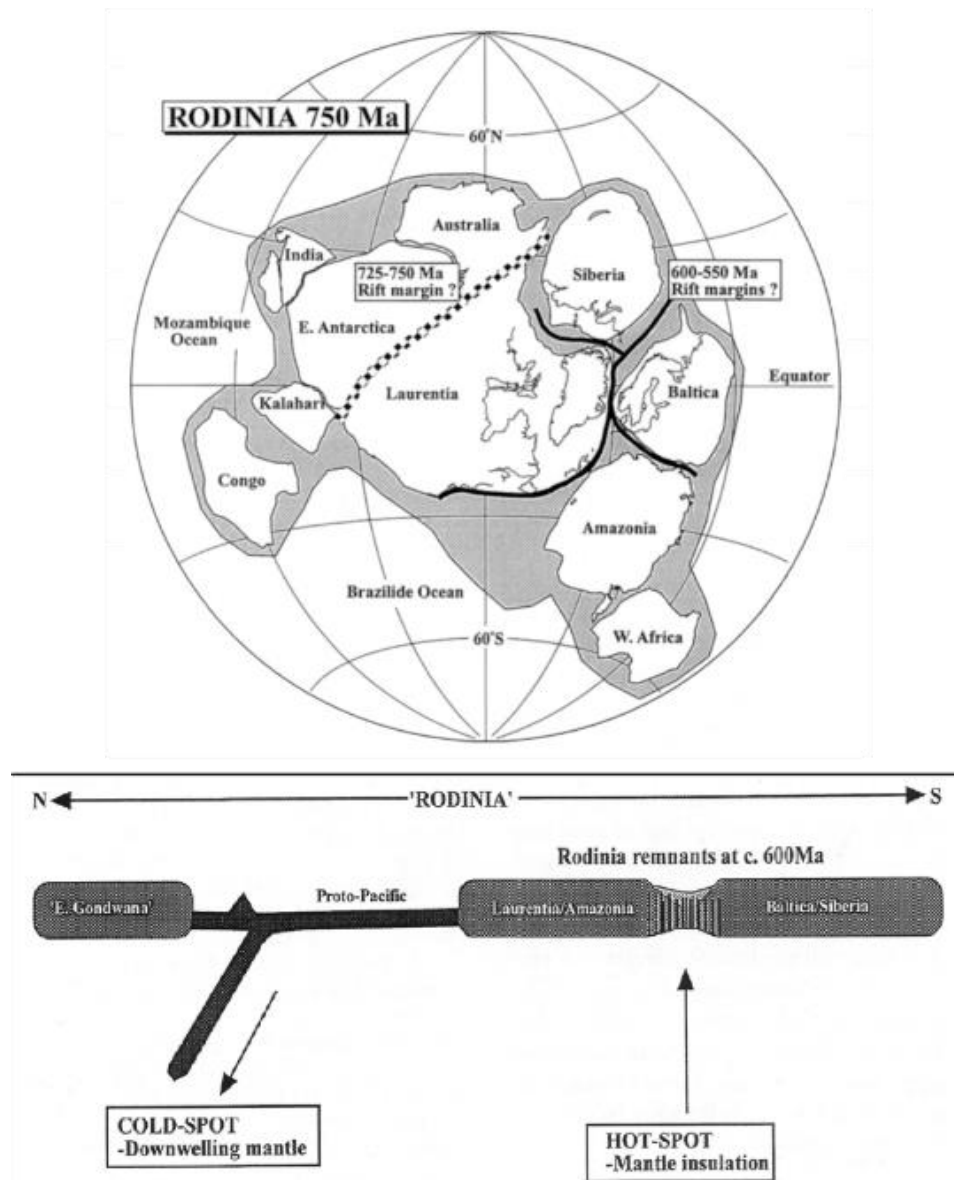 RODINIA 750 Ma
60°N
Australia
India
Siberia
725-750 Ma
Rift margin ?
600-550 Ma
Rift margins ?
Mozambique
Ocean
E. Antarctica
Laurentia
Baltica
Equator
Kalahari
Congo
Amazonia
Brazilide Ocean
W. Africa
60°S
N
'RODINIA'
S
Rodinia remnants at c. 600Ma
'E. Gondwana'
Proto-Pacific
Laurentia/Amazonia
Baltica/Siberia
COLD-SPOT
-Downwelling mantle
HOT-SPOT
-Mantle insulation